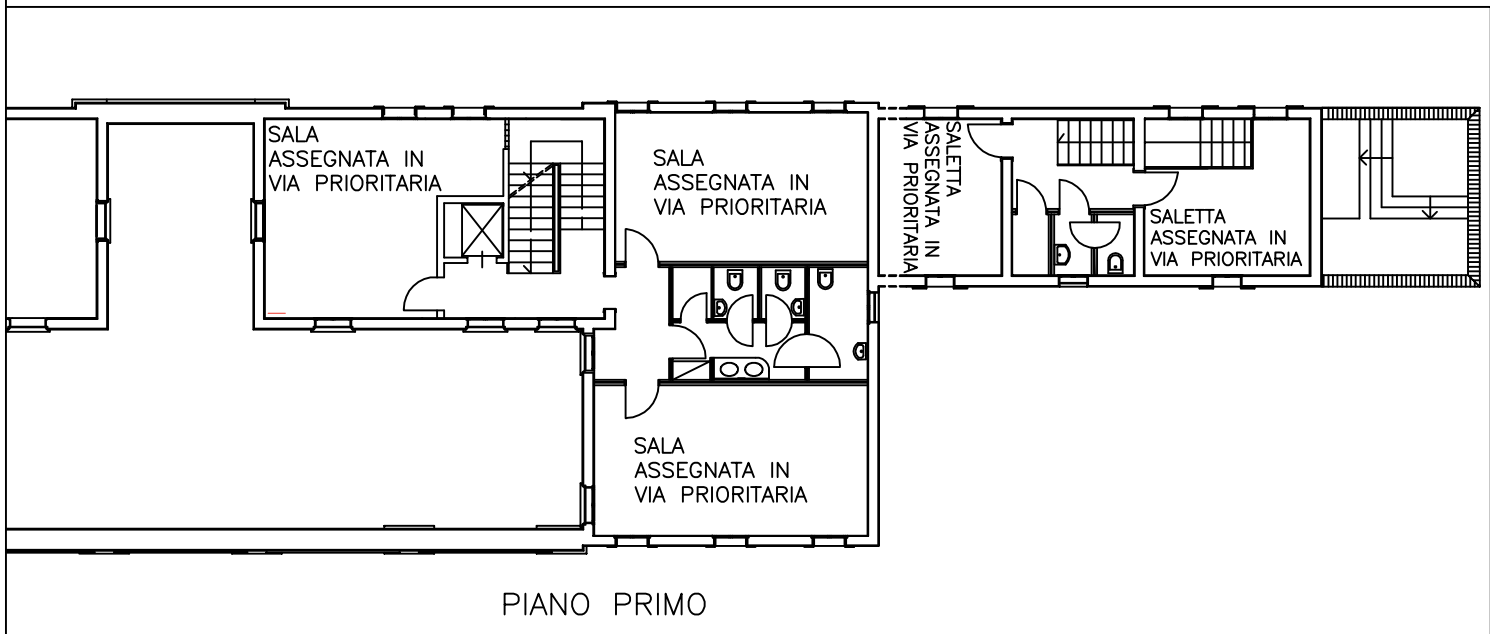 SALA
ASSEGNATA IN
VIA PRIORITARIA
SALA
ASSEGNATA IN
VIA PRIORITARIA
SALETTA
ASSEGNATA IN
VIA PRIORITARIA
SALETTA
ASSEGNATA IN
VIA PRIORITARIA
SALA
ASSEGNATA IN
VIA PRIORITARIA
PIANO PRIMO